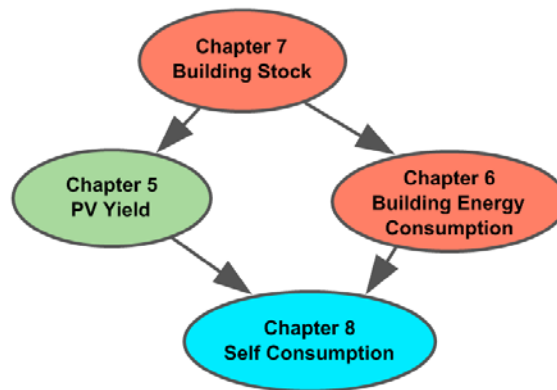 Chapter 7
Building Stock
Chapter 5
PV Yield
Chapter 6
Building Energy
Consumption
Chapter 8
Self Consumption